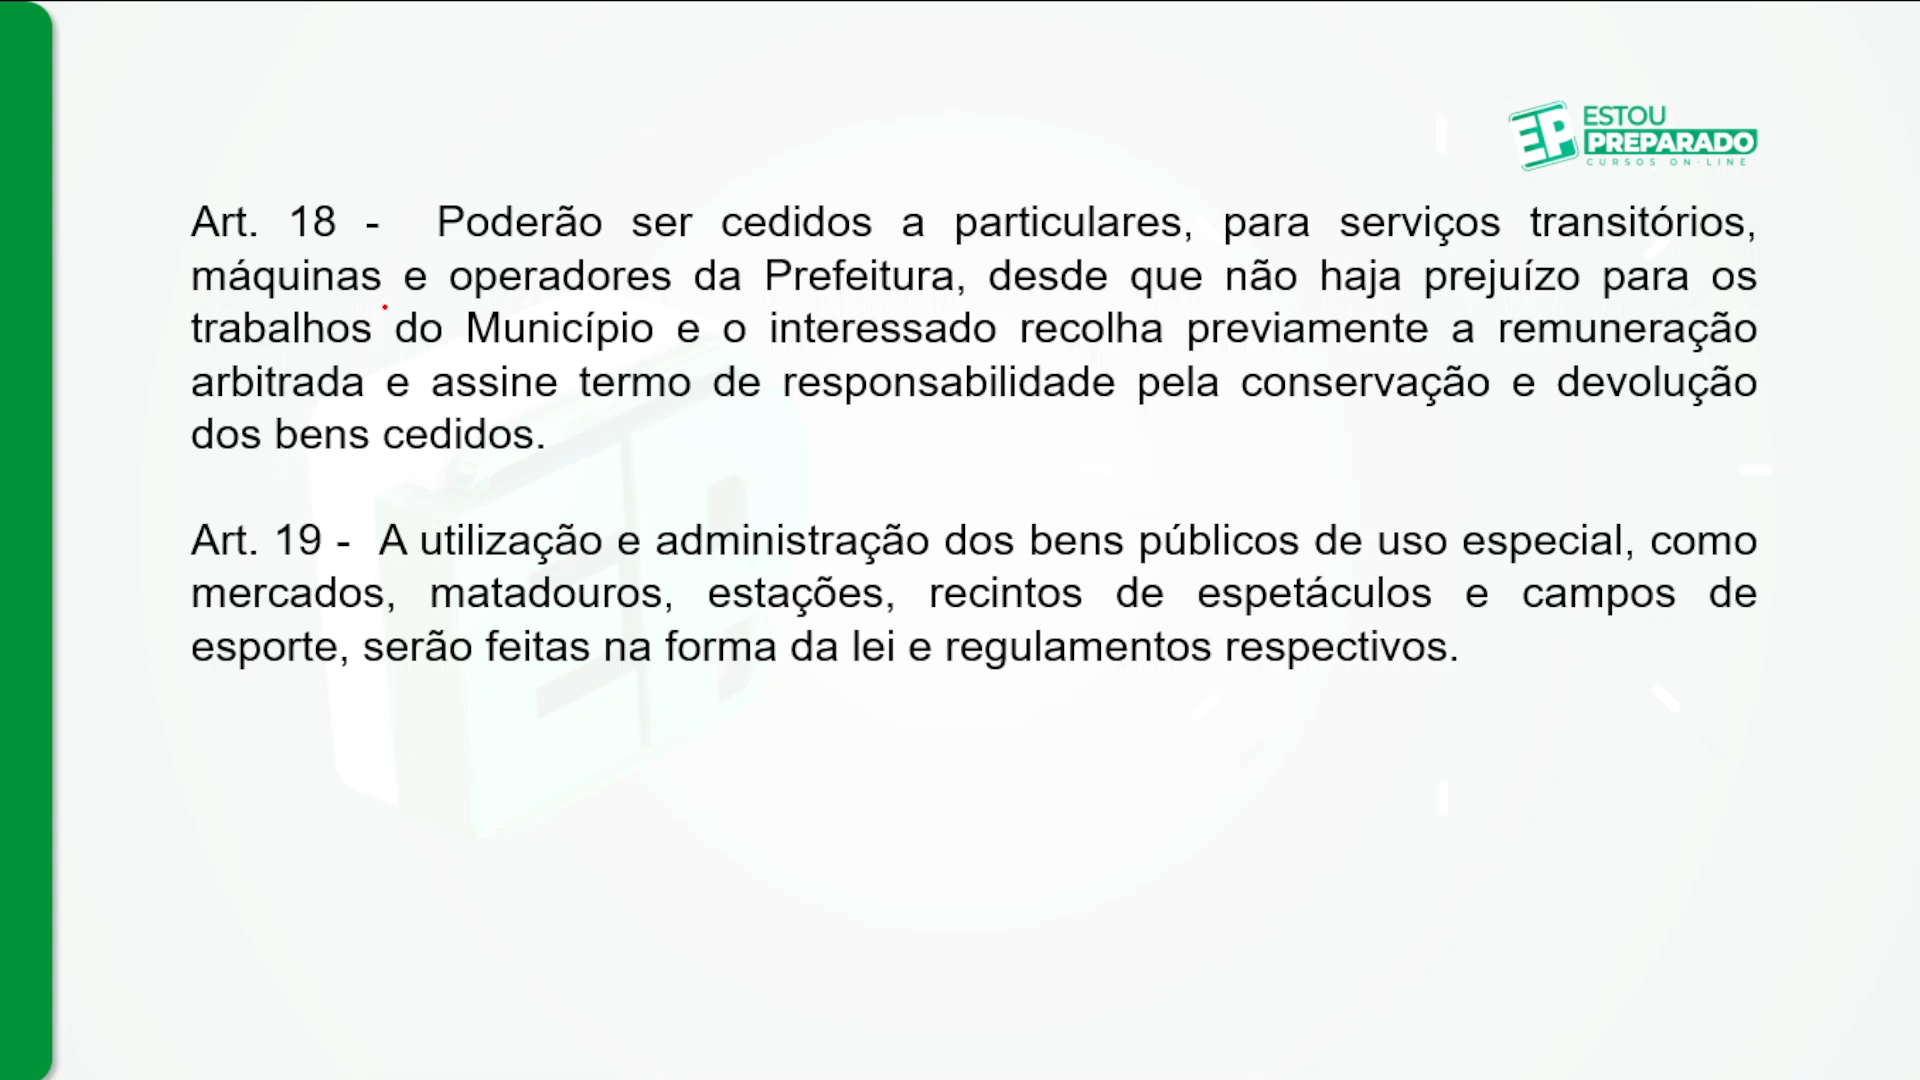 EP ESTOU
PREPARADO
CURSOS ON-LINE
Art. 18 - Poderão ser cedidos a particulares, para serviços transitórios,
máquinas e operadores da Prefeitura, desde que não haja prejuízo para os
trabalhos do Município e o interessado recolha previamente a remuneração
arbitrada e assine termo de responsabilidade pela conservação e devolução
dos bens cedidos.
Art. 19 - A utilização e administração dos bens públicos de uso especial, como
mercados, matadouros, estações, recintos de espetáculos e campos de
esporte, serão feitas na forma da lei e regulamentos respectivos.